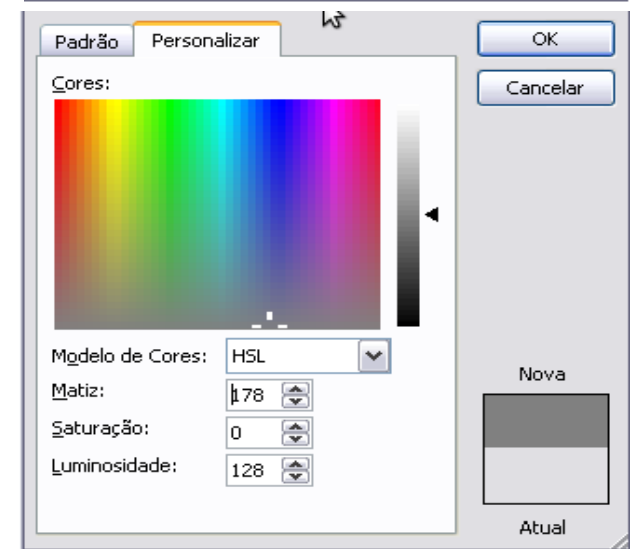 Padrão Personalizar
OK
Cores:
Cancelar
Modelo de Cores: HSL
Matiz: 178
Saturação: 0
Luminosidade: 128
Nova
Atual